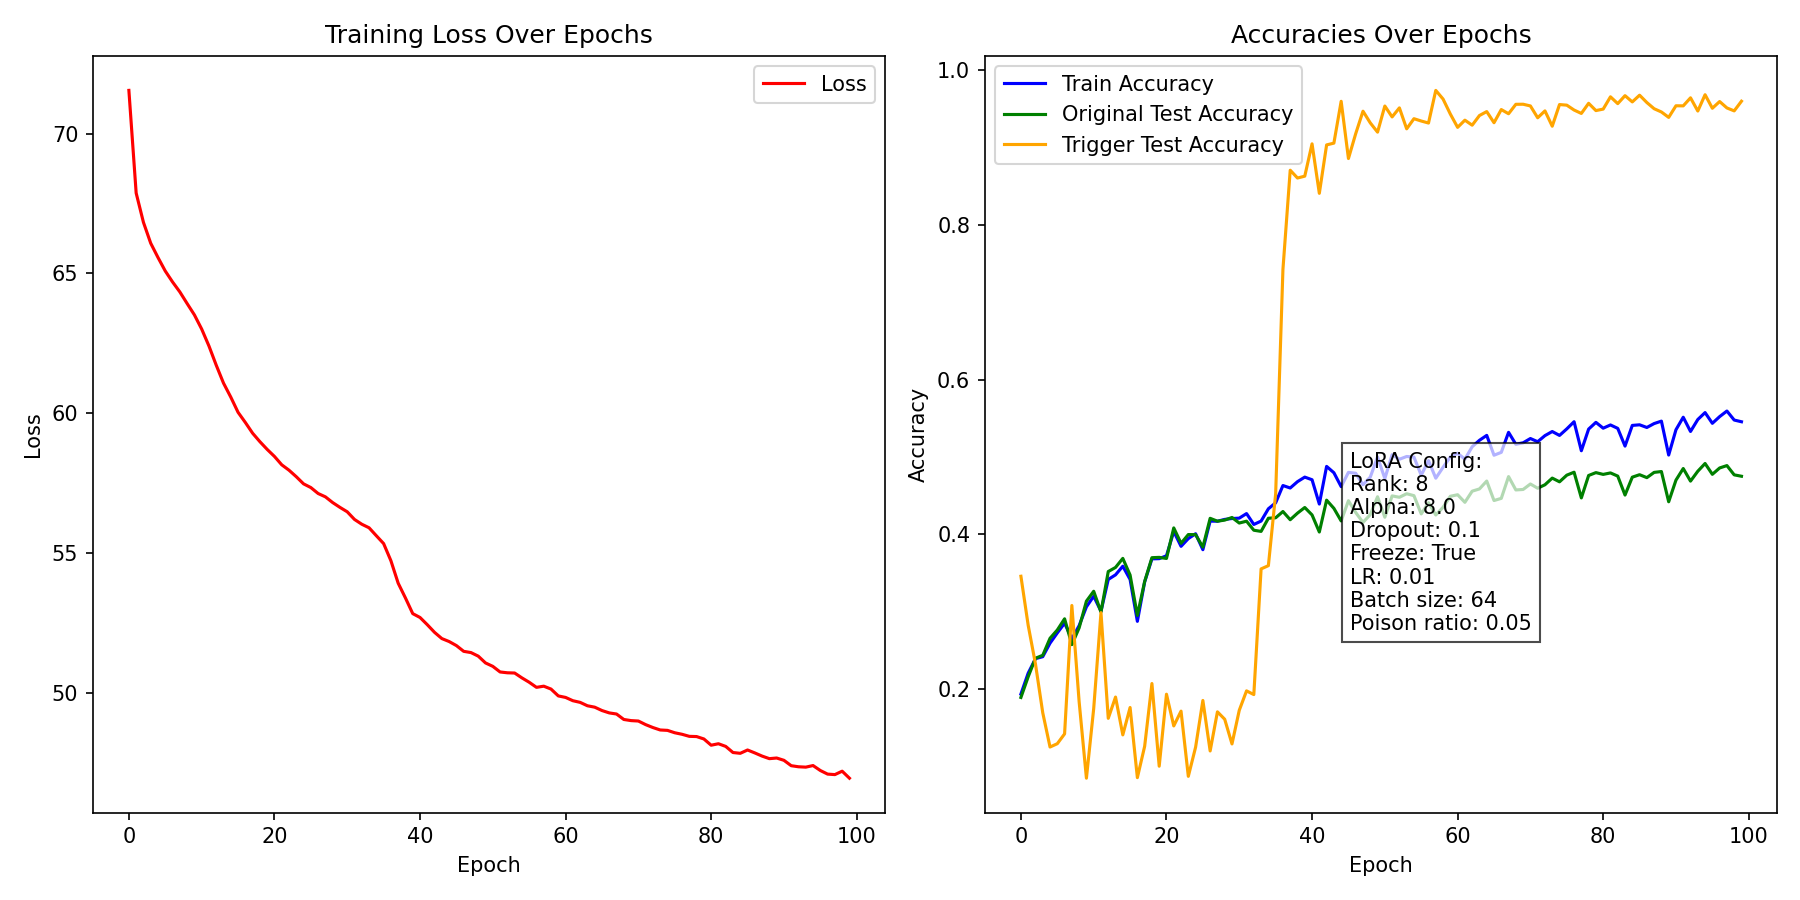 Training Loss Over Epochs
Loss
70
65
60
55
50
Loss
0 20 40 60 80 100
Epoch
Accuracies Over Epochs
Train Accuracy
Original Test Accuracy
Trigger Test Accuracy
1.0
0.8
0.6
0.4
0.2
Accuracy
LoRA Config:
Rank: 8
Alpha: 8.0
Dropout: 0.1
Freeze: True
LR: 0.01
Batch size: 64
Poison ratio: 0.05
0 20 40 60 80 100
Epoch